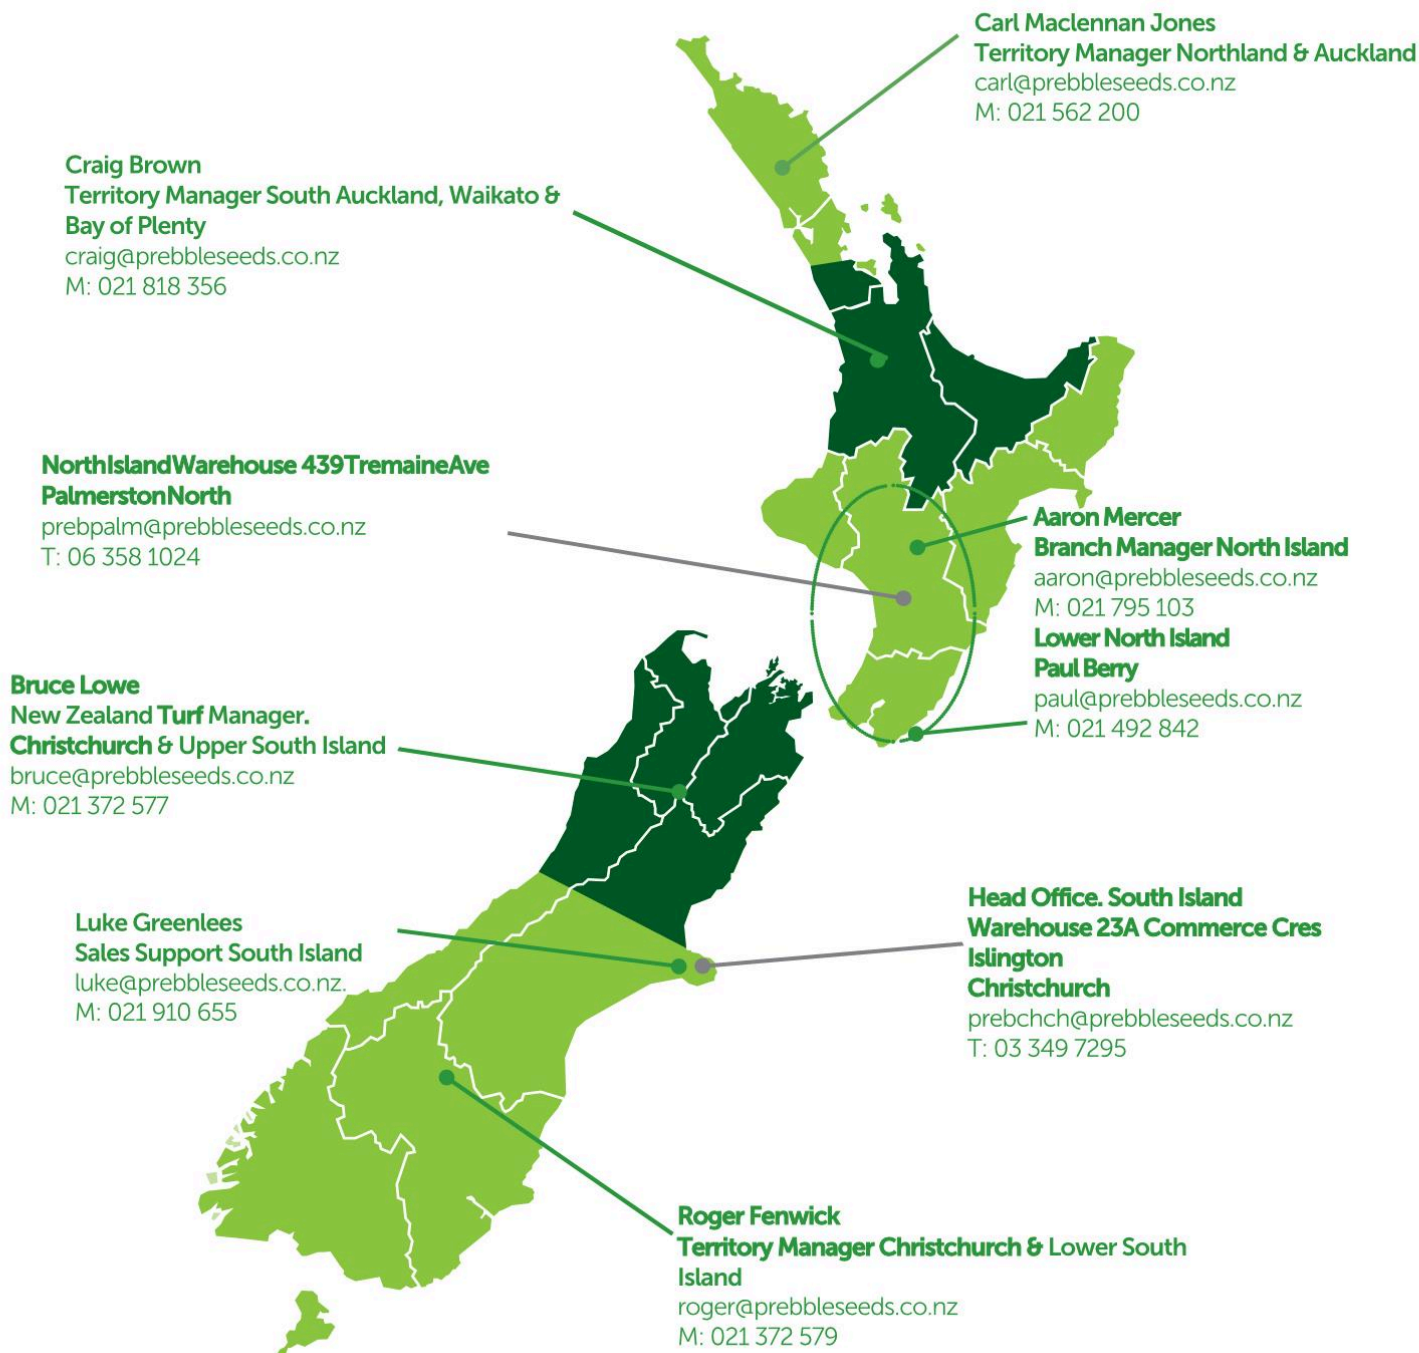 Carl Maclennan Jones
Territory Manager Northland & Auckland
carl@prebbleseeds.co.nz
M: 021 562 200
Craig Brown
Territory Manager South Auckland, Waikato &
Bay of Plenty
craig@prebbleseeds.co.nz
M: 021 818 356
NorthIslandWarehouse 439TremaineAve
PalmerstonNorth
prebpalm@prebbleseeds.co.nz
T: 06 358 1024
Aaron Mercer
Branch Manager North Island
aaron@prebbleseeds.co.nz
M: 021 795 103
Lower North Island
Paul Berry
paul@prebbleseeds.co.nz
M: 021 492 842
Bruce Lowe
New Zealand Turf Manager.
Christchurch & Upper South Island
bruce@prebbleseeds.co.nz
M: 021 372 577
Luke Greenlees
Sales Support South Island
luke@prebbleseeds.co.nz.
M: 021 910 655
Head Office. South Island
Warehouse 23A Commerce Cres
Islington
Christchurch
prebchch@prebbleseeds.co.nz
T: 03 349 7295
Roger Fenwick
Territory Manager Christchurch & Lower South
Island
roger@prebbleseeds.co.nz
M: 021 372 579